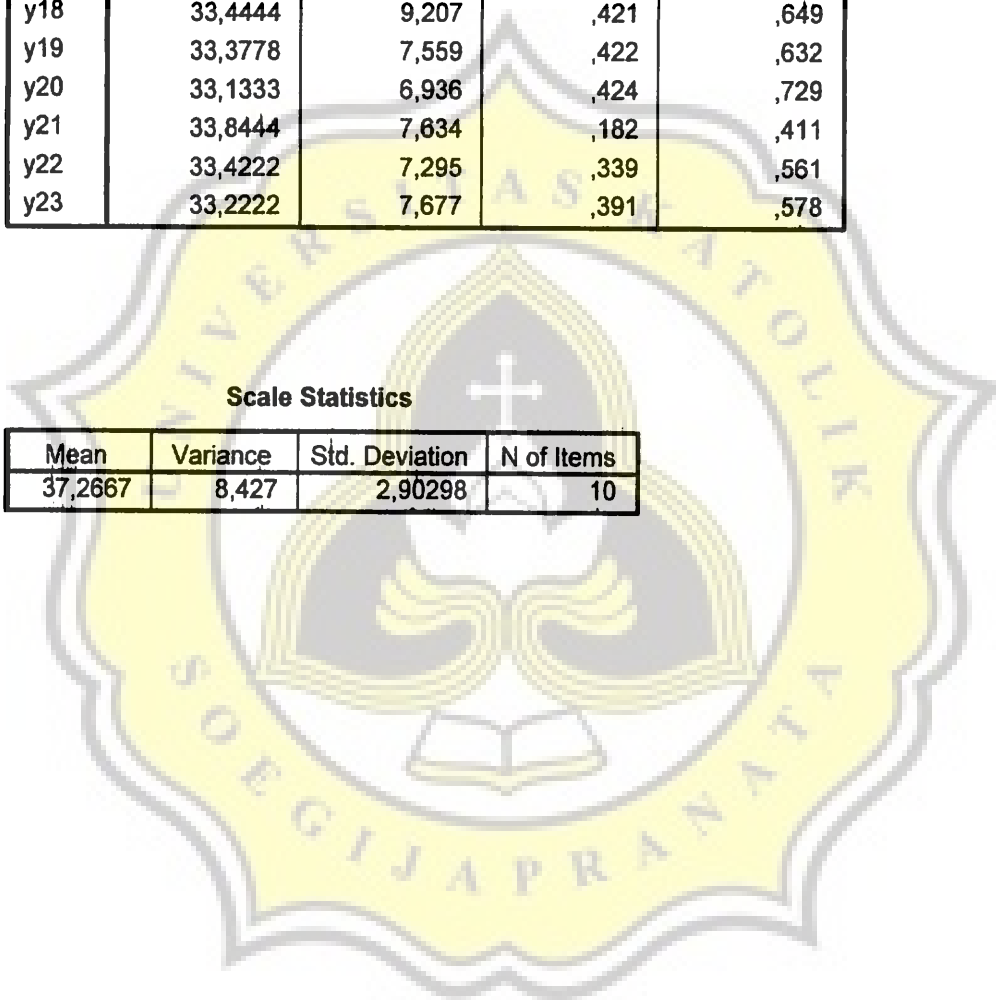 y18 33,4444 9,207 ,421 ,649
y19 33,3778 7,559 ,422 ,632
y20 33,1333 6,936 ,424 ,729
y21 33,8444 7,634 ,182 ,411
y22 33,4222 7,295 ,339 ,561
y23 33,2222 7,677 ,391 ,578
Scale Statistics
Mean Variance Std. Deviation N of Items
37,2667 8,427 2,90298 10
UNIVERSITAS KATOLIK
SOEGIJAPRANATA